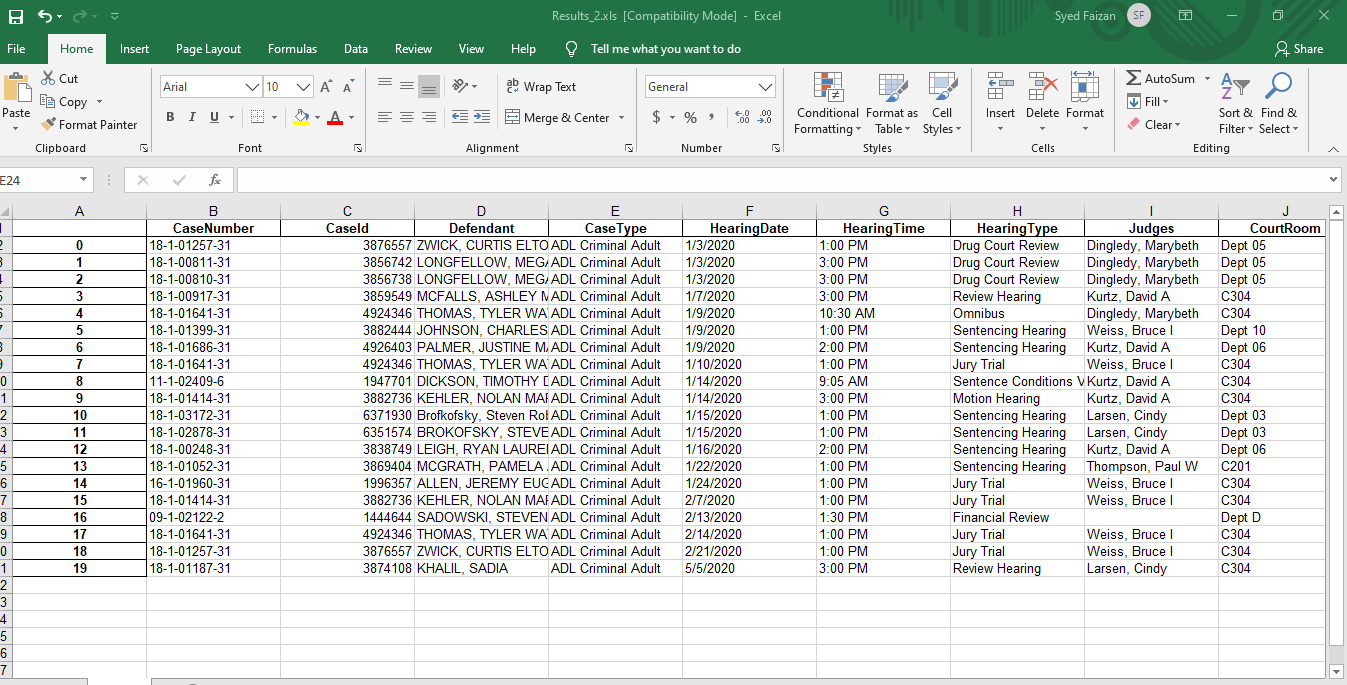 Results_2.xls [Compatibility Mode] - Excel Syed Faizan SF
File Home Insert Page Layout Formulas Data Review View Help Tell me what you want to do Share
Paste Cut Copy Format Painter Clipboard
Arial 10 A A B I U A Font
Wrap Text Merge & Center Alignment
General $ % , Number
Conditional Formatting Format as Table Cell Styles Styles
Insert Delete Format Cells
AutoSum Fill Clear Sort & Filter Find & Select Editing
E24 fx
A B C D E F G H I J
CaseNumber CaseId Defendant CaseType HearingDate HearingTime HearingType Judges CourtRoom
0 18-1-01257-31 3876557 ZWICK, CURTIS ELTO ADL Criminal Adult 1/3/2020 1:00 PM Drug Court Review Dingledy, Marybeth Dept 05
1 18-1-00811-31 3856742 LONGFELLOW, MEGA ADL Criminal Adult 1/3/2020 3:00 PM Drug Court Review Dingledy, Marybeth Dept 05
2 18-1-00810-31 3856738 LONGFELLOW, MEGA ADL Criminal Adult 1/3/2020 3:00 PM Drug Court Review Dingledy, Marybeth Dept 05
3 18-1-00917-31 3859549 MCFALLS, ASHLEY M ADL Criminal Adult 1/7/2020 3:00 PM Review Hearing Kurtz, David A C304
4 18-1-01641-31 4924346 THOMAS, TYLER WA ADL Criminal Adult 1/9/2020 10:30 AM Omnibus Dingledy, Marybeth C304
5 18-1-01399-31 3882444 JOHNSON, CHARLES ADL Criminal Adult 1/9/2020 1:00 PM Sentencing Hearing Weiss, Bruce I Dept 10
6 18-1-01686-31 4926403 PALMER, JUSTINE MA ADL Criminal Adult 1/9/2020 2:00 PM Sentencing Hearing Kurtz, David A Dept 06
7 18-1-01641-31 4924346 THOMAS, TYLER WA ADL Criminal Adult 1/10/2020 1:00 PM Jury Trial Weiss, Bruce I C304
8 11-1-02409-6 1947701 DICKSON, TIMOTHY D ADL Criminal Adult 1/14/2020 9:05 AM Sentence Conditions V Kurtz, David A C304
9 18-1-01414-31 3882736 KEHLER, NOLAN MAR ADL Criminal Adult 1/14/2020 3:00 PM Motion Hearing Kurtz, David A C304
10 18-1-03172-31 6371930 Brofkofsky, Steven Rob ADL Criminal Adult 1/15/2020 1:00 PM Sentencing Hearing Larsen, Cindy Dept 03
11 18-1-02878-31 6351574 BROKOFSKY, STEVE ADL Criminal Adult 1/15/2020 1:00 PM Sentencing Hearing Larsen, Cindy Dept 03
12 18-1-00248-31 3838749 LEIGH, RYAN LAUREI ADL Criminal Adult 1/16/2020 2:00 PM Sentencing Hearing Kurtz, David A Dept 06
13 18-1-01052-31 3869404 MCGRATH, PAMELA ADL Criminal Adult 1/22/2020 1:00 PM Sentencing Hearing Thompson, Paul W C201
14 16-1-01960-31 1996357 ALLEN, JEREMY EUG ADL Criminal Adult 1/24/2020 1:00 PM Jury Trial Weiss, Bruce I C304
15 18-1-01414-31 3882736 KEHLER, NOLAN MAR ADL Criminal Adult 2/7/2020 1:00 PM Jury Trial Weiss, Bruce I C304
16 09-1-02122-2 1444644 SADOWSKI, STEVEN ADL Criminal Adult 2/13/2020 1:30 PM Financial Review Dept D
17 18-1-01641-31 4924346 THOMAS, TYLER WA ADL Criminal Adult 2/14/2020 1:00 PM Jury Trial Weiss, Bruce I C304
18 18-1-01257-31 3876557 ZWICK, CURTIS ELTO ADL Criminal Adult 2/21/2020 1:00 PM Jury Trial Weiss, Bruce I C304
19 18-1-01187-31 3874108 KHALIL, SADIA ADL Criminal Adult 5/5/2020 3:00 PM Review Hearing Larsen, Cindy C304